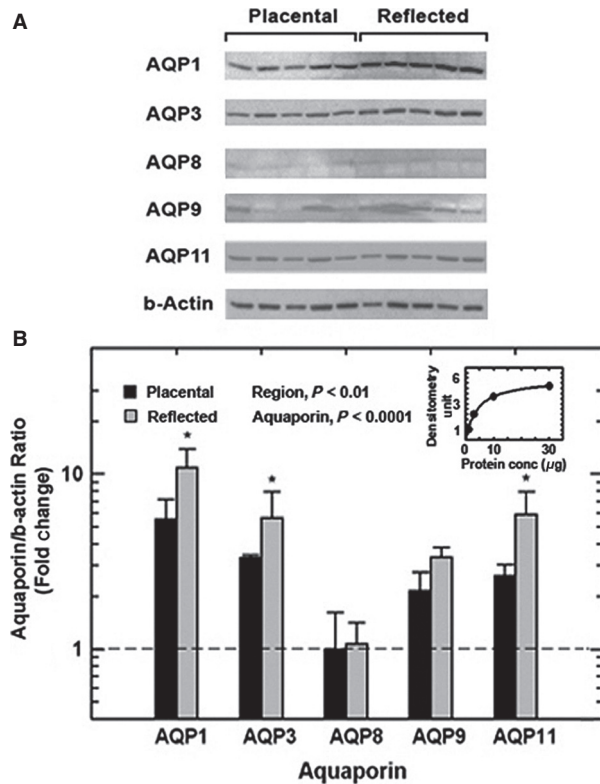 A
Placental Reflected
AQP1
AQP3
AQP8
AQP9
AQP11
b-Actin
B
Placental Region, P < 0.01
Reflected Aquaporin, P < 0.0001
Densitometry
unit
6
3
1
0 10 30
Protein conc (µg)
* * *
Aquaporin/b-actin Ratio
(Fold change)
10
1
AQP1 AQP3 AQP8 AQP9 AQP11
Aquaporin